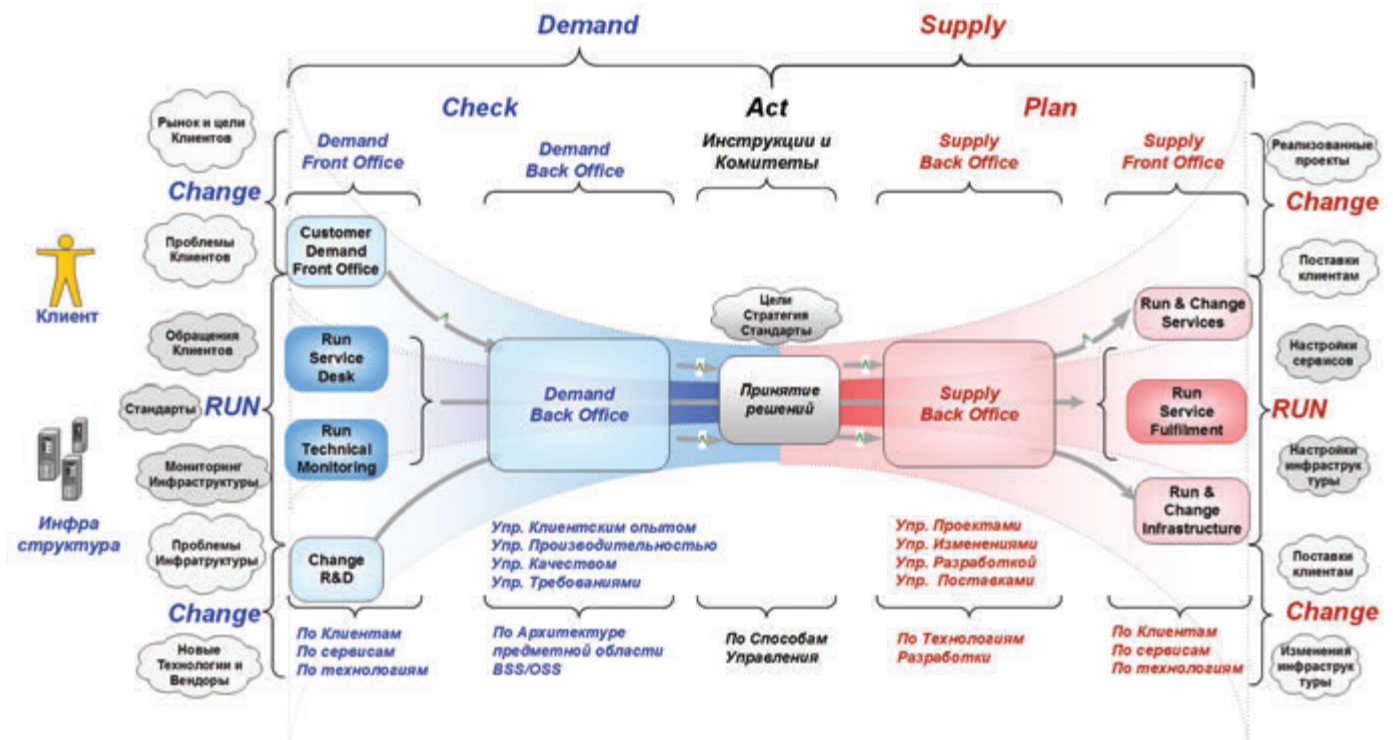 Demand
Supply
Check
Act
Plan
Demand
Front Office
Demand
Back Office
Инструкции и
Комитеты
Supply
Back Office
Supply
Front Office
Рынок и цели
Клиентов
Change
Проблемы
Клиентов
Клиент
Обращения
Клиентов
Стандарты
RUN
Мониторинг
Инфраструктуры
Инфра
структура
Проблемы
Инфратруктуры
Change
Новые
Технологии и
Вендоры
Customer
Demand
Front Office
Run
Service
Desk
Run
Technical
Monitoring
Change
R&D
Demand
Back Office
Цели
Стратегия
Стандарты
Принятие
решений
Supply
Back Office
Run & Change
Services
Run
Service
Fulfilment
Run &
Change
Infrastructure
Реализованные
проекты
Change
Поставки
клиентам
Настройки
сервисов
RUN
Настройки
инфраструк
туры
Поставки
клиентам
Change
Изменения
инфраструк
туры
Упр. Клиентским опытом
Упр. Производительностью
Упр. Качеством
Упр. Требованиями
Упр. Проектами
Упр. Изменениями
Упр. Разработкой
Упр. Поставками
По Клиентам
По сервисам
По технологиям
По Архитектуре
предметной области
BSS/OSS
По Способам
Управления
По Технологиям
Разработки
По Клиентам
По сервисам
По технологиям